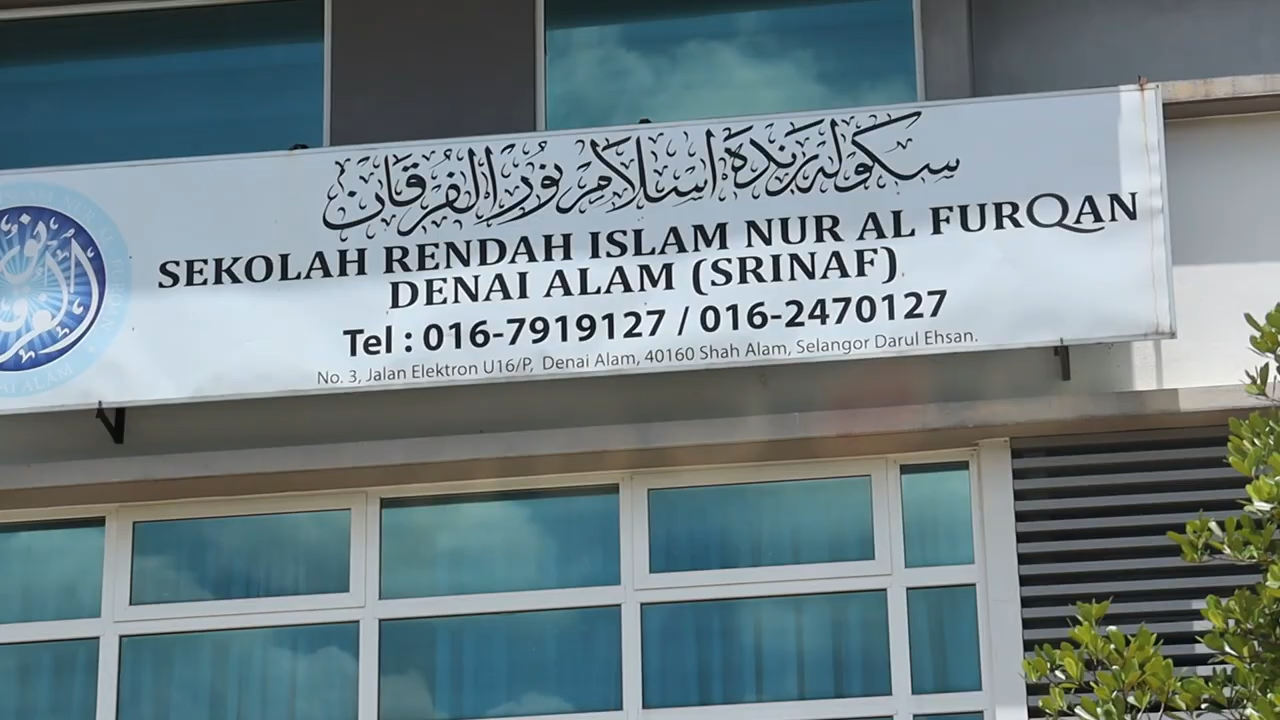 سكوله رنده اسلام نور الفرقان
SEKOLAH RENDAH ISLAM NUR AL FURQAN
DENAI ALAM (SRINAF)
Tel : 016-7919127 / 016-2470127
No. 3, Jalan Elektron U16/P, Denai Alam, 40160 Shah Alam, Selangor Darul Ehsan.